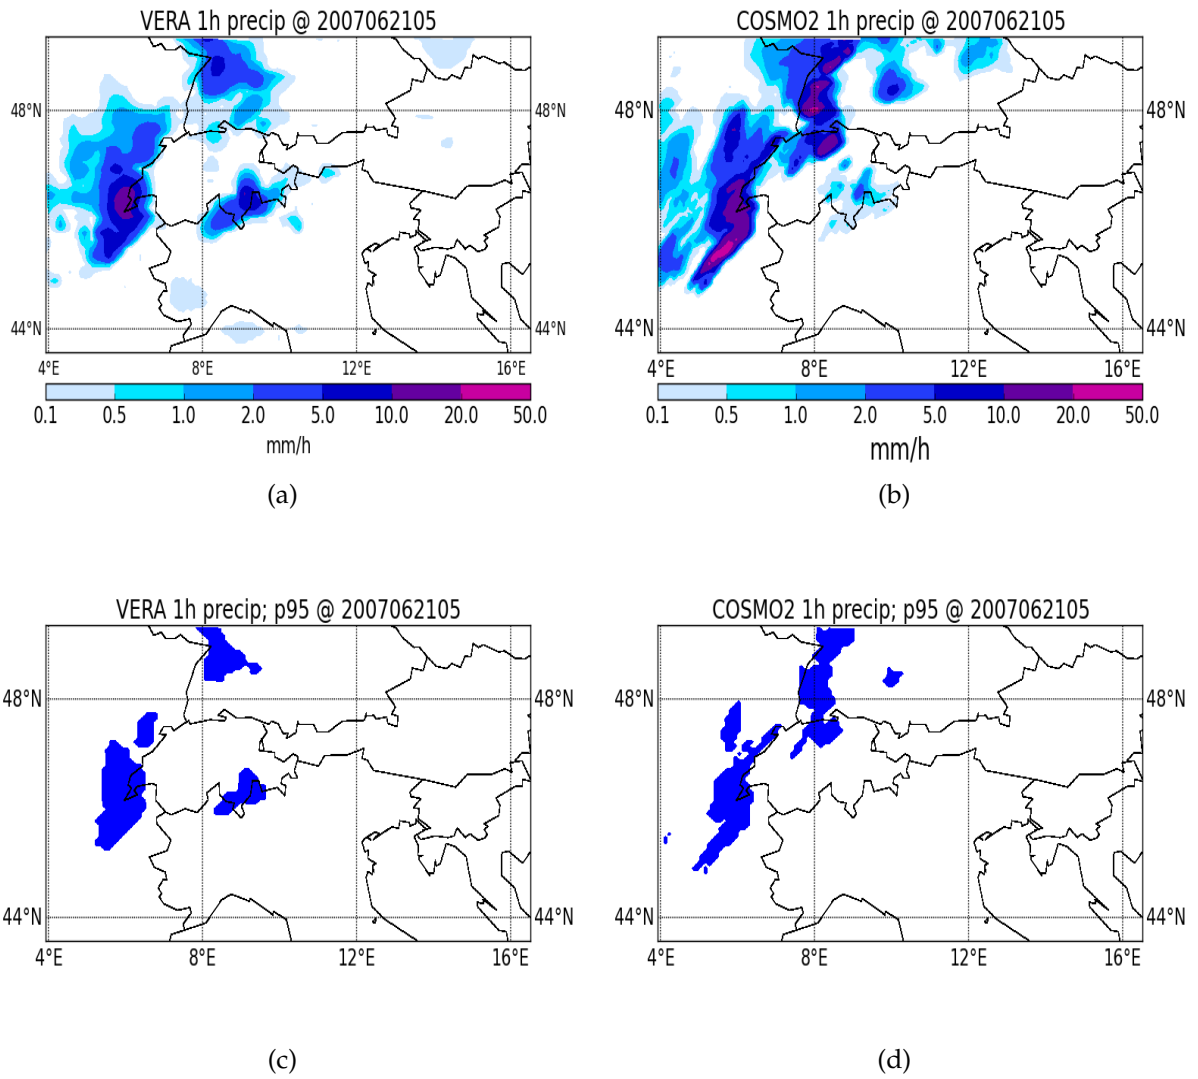 VERA 1h precip @ 2007062105
COSMO2 1h precip @ 2007062105
48°N
48°N
48°N
48°N
44°N
44°N
44°N
44°N
4°E
8°E
12°E
16°E
4°E
8°E
12°E
16°E
0.1
0.5
1.0
2.0
5.0
10.0
20.0
50.0
0.1
0.5
1.0
2.0
5.0
10.0
20.0
50.0
mm/h
mm/h
(a)
(b)
VERA 1h precip; p95 @ 2007062105
COSMO2 1h precip; p95 @ 2007062105
48°N
48°N
48°N
48°N
44°N
44°N
44°N
44°N
4°E
8°E
12°E
16°E
4°E
8°E
12°E
16°E
(c)
(d)